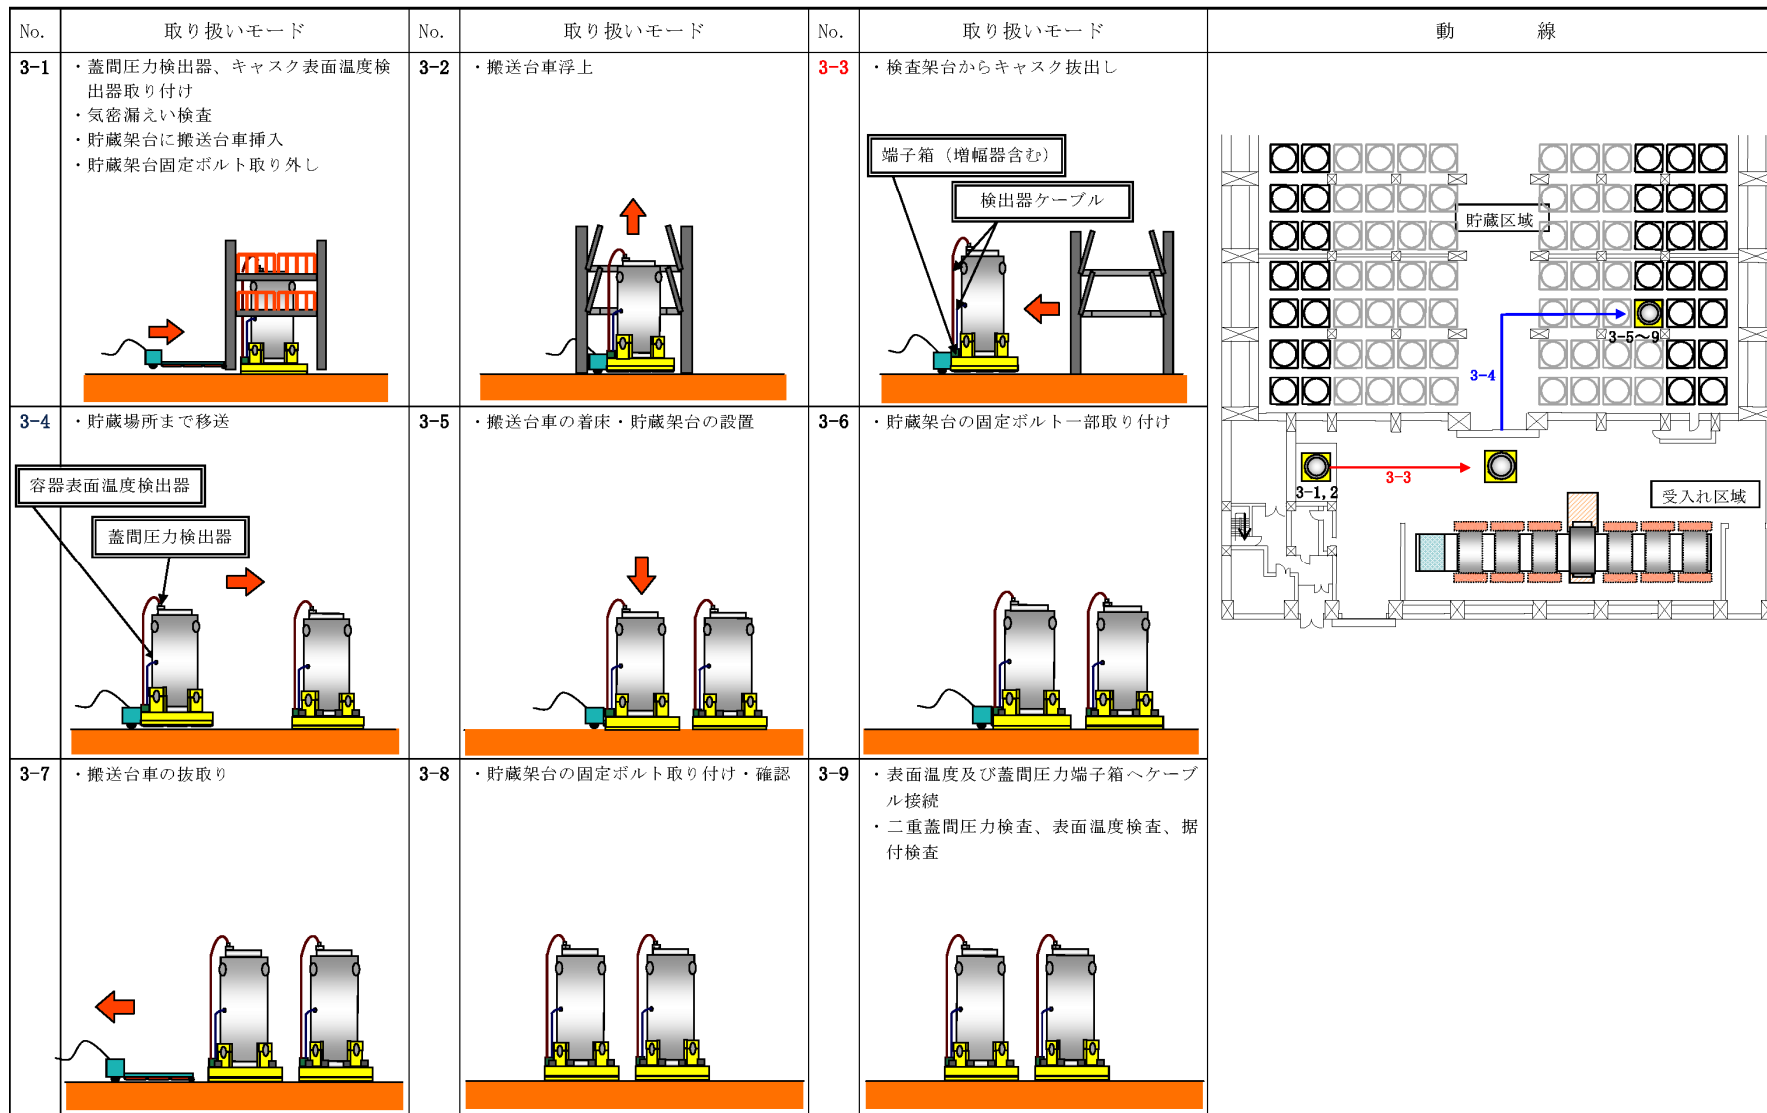 No.
取り扱いモード
No.
取り扱いモード
No.
取り扱いモード
動線
3-1
・蓋間圧力検出器、キャスク表面温度検
出器取り付け
・気密漏えい検査
・貯蔵架台に搬送台車挿入
・貯蔵架台固定ボルト取り外し
3-2
・搬送台車浮上
3-3
・検査架台からキャスク抜出し
端子箱（増幅器含む）
検出器ケーブル
3-4
・貯蔵場所まで移送
容器表面温度検出器
蓋間圧力検出器
3-5
・搬送台車の着床・貯蔵架台の設置
3-6
・貯蔵架台の固定ボルト一部取り付け
3-7
・搬送台車の抜取り
3-8
・貯蔵架台の固定ボルト取り付け・確認
3-9
・表面温度及び蓋間圧力端子箱へケーブ
ル接続
・二重蓋間圧力検査、表面温度検査、据
付検査
貯蔵区域
3-5～9
3-4
3-3
3-1,2
受入れ区域